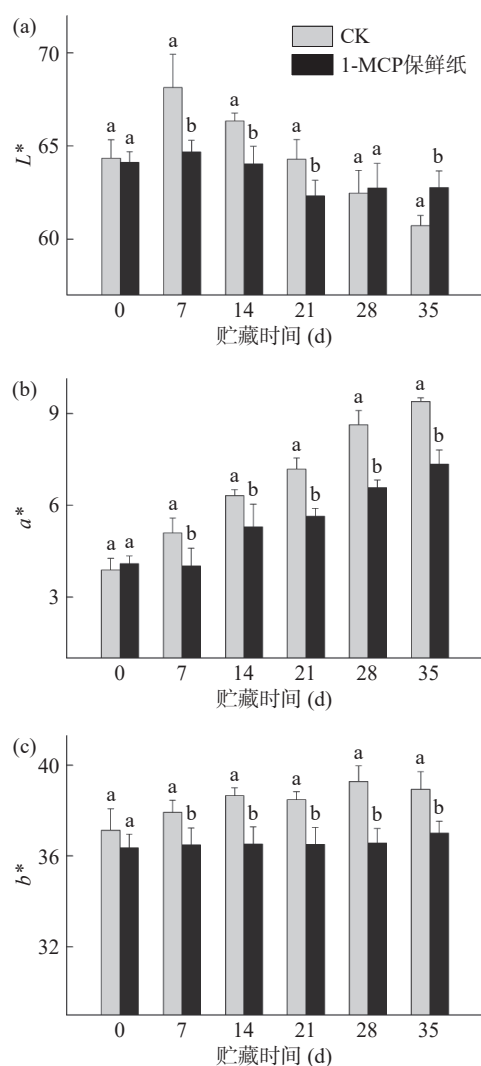 (a)
CK
1-MCP保鲜纸
70
65
60
L*
a a a b a b a b a a a b
0 7 14 21 28 35
贮藏时间 (d)
(b)
9
6
3
a*
a a a b a b a b a b a b
0 7 14 21 28 35
贮藏时间 (d)
(c)
40
36
32
b*
a a a b a b a b a b a b
0 7 14 21 28 35
贮藏时间 (d)